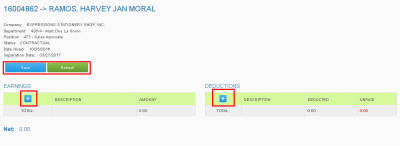 16004862 -> RAMOS, HARVEY JAN MORAL
Company: EXPRESSIONS STATIONERY SHOP, INC.
Department: 4054 - Mart One La Union
Position: 473 - Sales Associate
Status: CONTRACTUAL
Date Hired: 10/25/2016
Separation Date: 03/27/2017
Save Refresh
EARNINGS
DESCRIPTION AMOUNT
TOTAL: 0.00
DEDUCTIONS
DESCRIPTION DEDUCTED UNPAID
TOTAL: 0.00 0.00
Net: 0.00